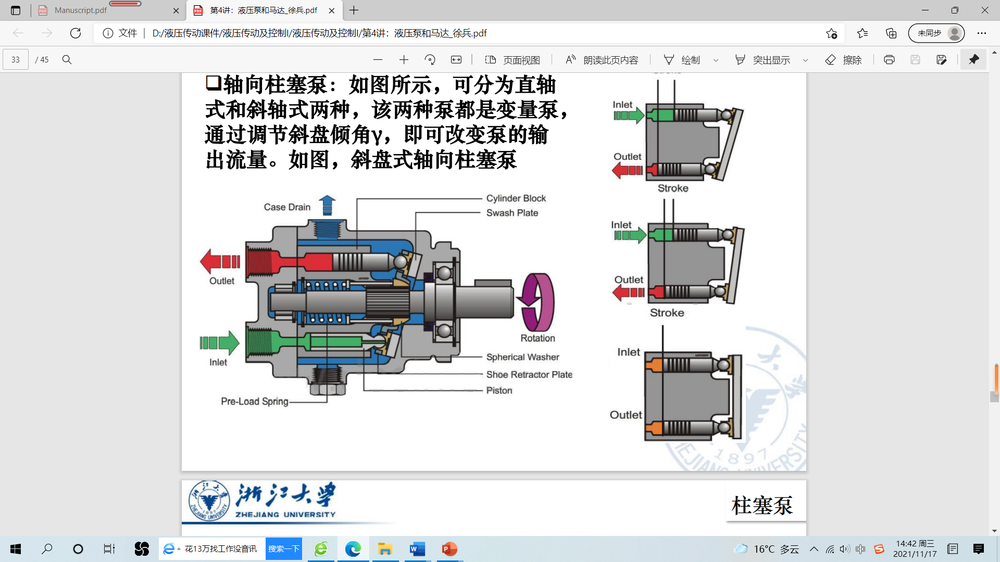 Manuscript.pdf
第4讲：液压泵和马达_徐兵.pdf
文件
D:/液压传动课件/液压传动及控制I/液压传动及控制I/第4讲：液压泵和马达_徐兵.pdf
未同步
33
/ 45
页面视图
朗读此页内容
绘制
突出显示
擦除
轴向柱塞泵：如图所示，可分为直轴
式和斜轴式两种，该两种泵都是变量泵，
通过调节斜盘倾角γ，即可改变泵的输
出流量。如图，斜盘式轴向柱塞泵
Case Drain
Cylinder Block
Swash Plate
Outlet
Inlet
Rotation
Spherical Washer
Shoe Retractor Plate
Piston
Pre-Load Spring
Inlet
Outlet
Stroke
Inlet
Outlet
Stroke
Inlet
Outlet
1897
浙江大学
ZHEJIANG UNIVERSITY
柱塞泵
花13万找工作没音讯
搜索一下
16°C 多云
中
14:42 周三
2021/11/17